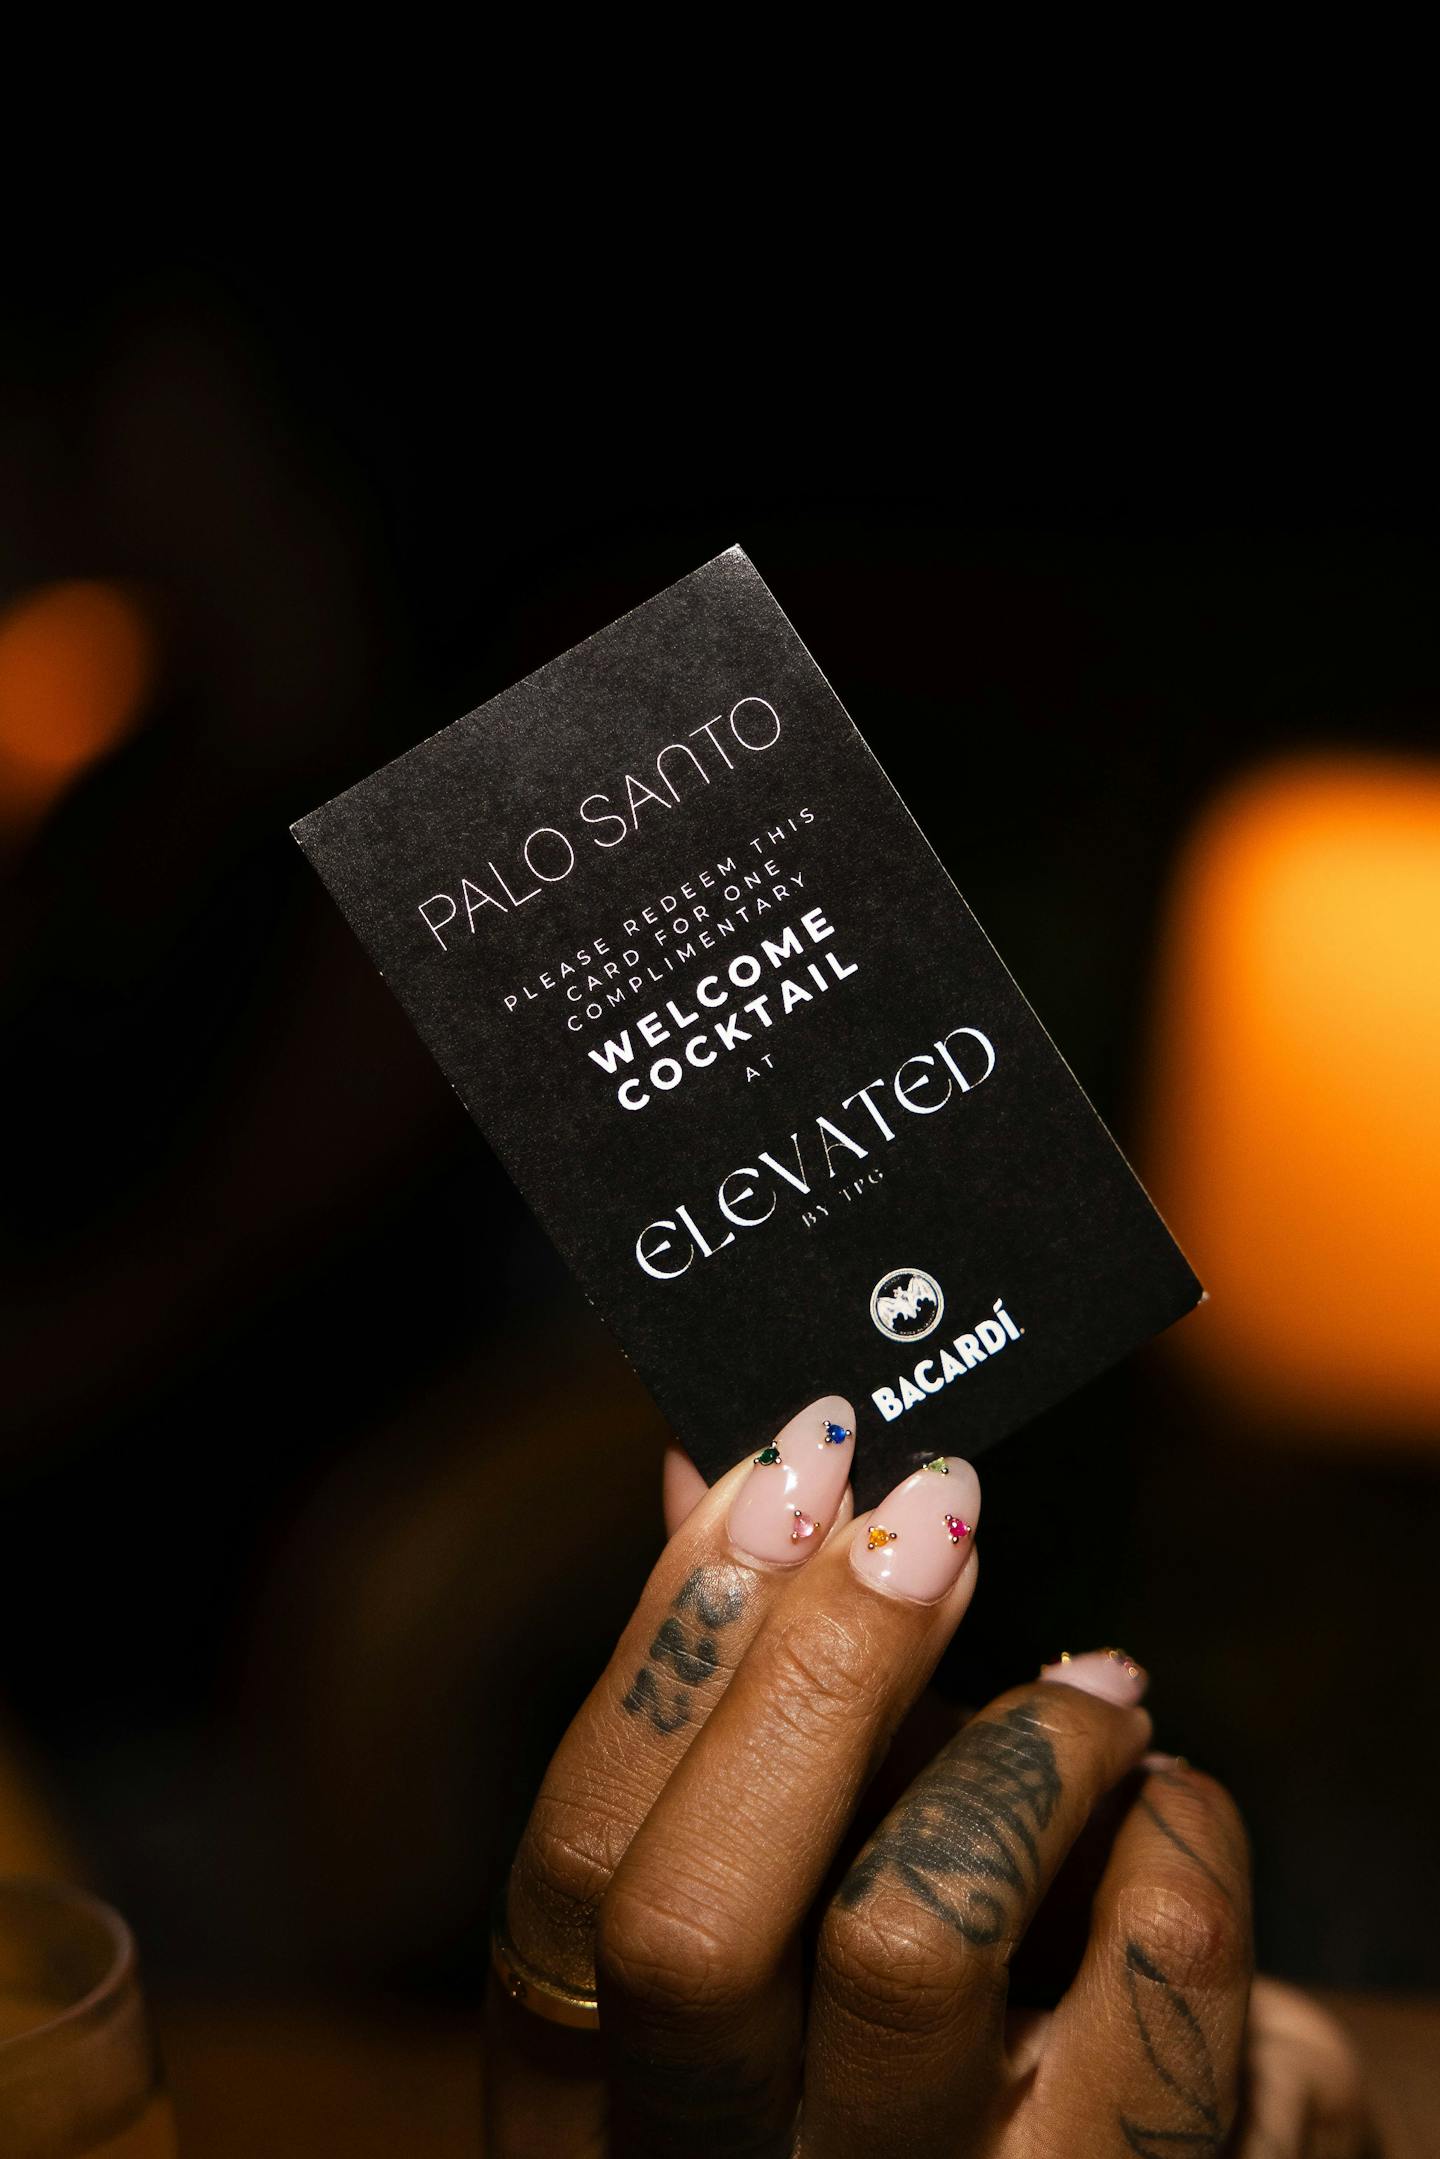 PALO SANTO
PLEASE REDEEM THIS
CARD FOR ONE
COMPLIMENTARY
WELCOME
COCKTAIL
AT
ELEVATED
BY TPG
BACARDÍ.